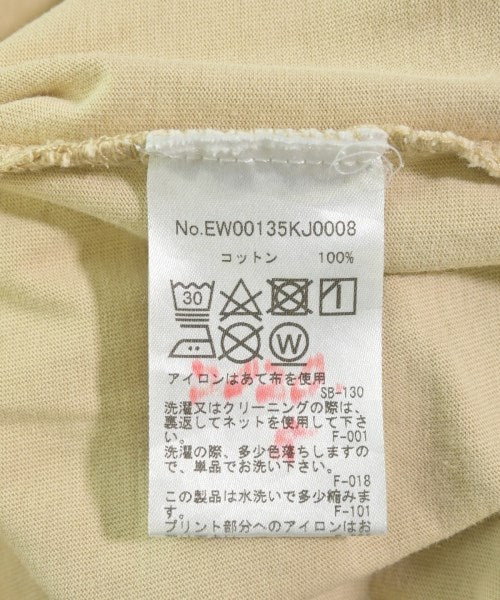 No.EW00135KJ0008
コットン 100%
30
W
アイロンはあて布を使用
SB-130
洗濯又はクリーニングの際は、
裏返してネットを使用して下さ
い。 F-001
洗濯の際、多少色落ちしますの
で、単品でお洗い下さい。
F-018
この製品は水洗いで多少縮みま
す。 F-101
プリント部分へのアイロンはお